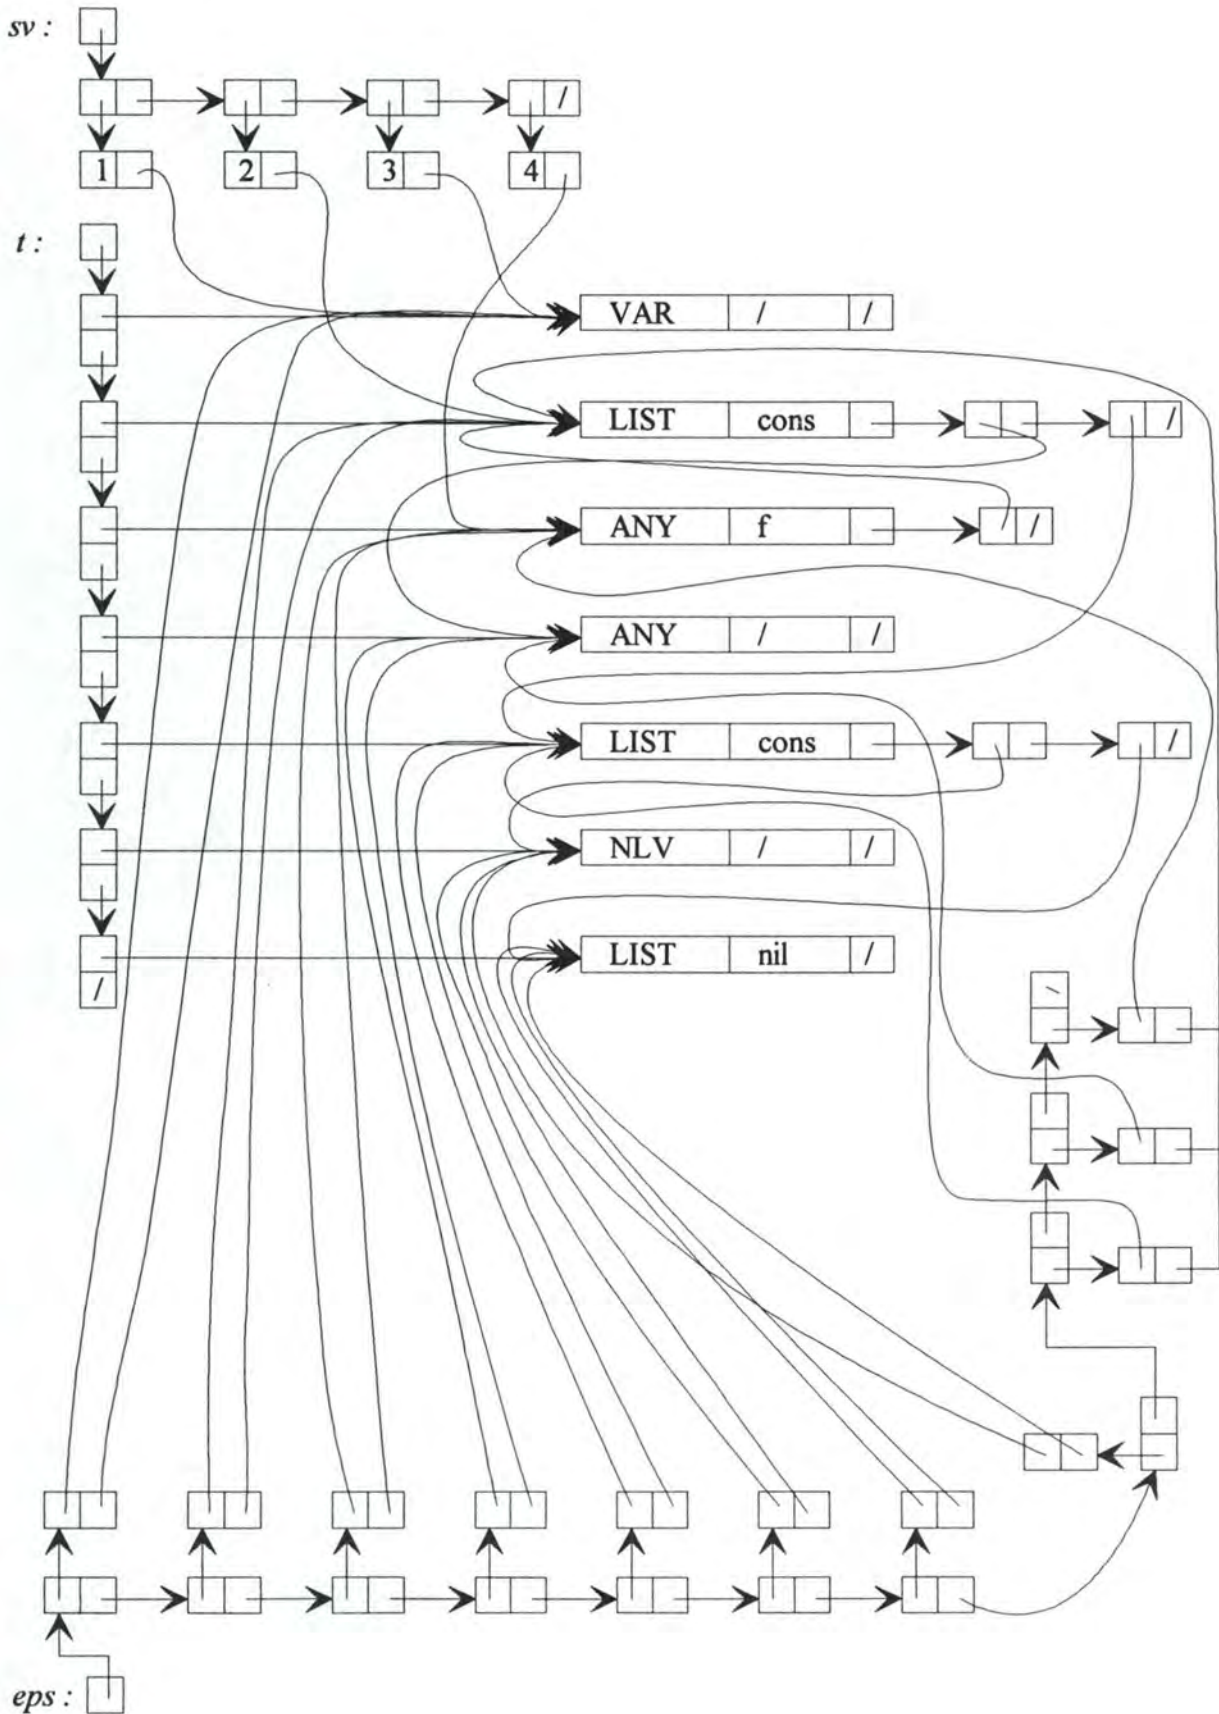 sv :
/
1 2 3 4
t :
VAR / /
LIST cons /
ANY f /
ANY / /
LIST cons /
NLV / /
LIST nil /
/
/
eps :